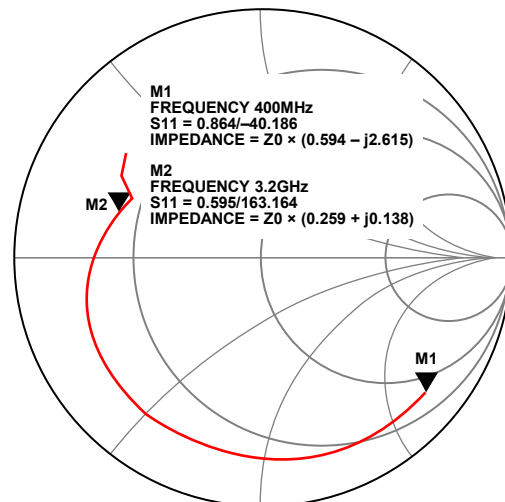 M1
FREQUENCY 400MHz
S11 = 0.864/–40.186
IMPEDANCE = Z0 × (0.594 – j2.615)
M2
FREQUENCY 3.2GHz
S11 = 0.595/163.164
IMPEDANCE = Z0 × (0.259 + j0.138)
M2
M1